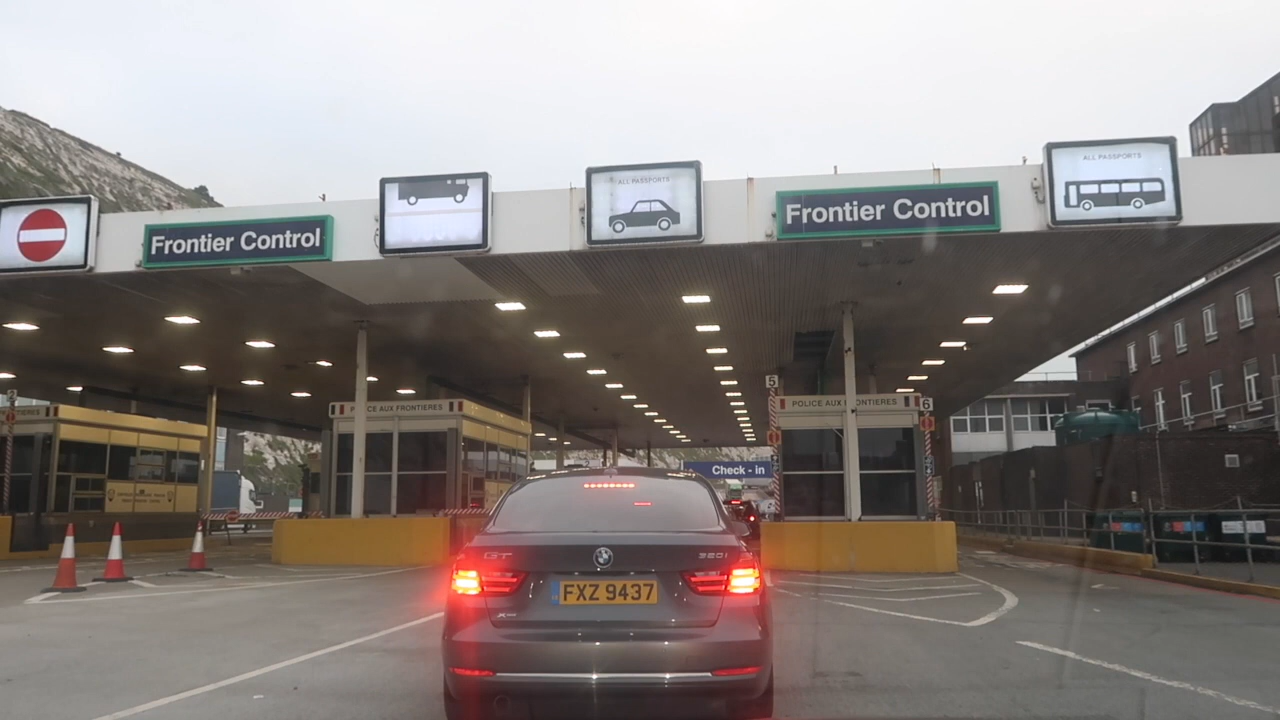 Frontier Control
ALL PASSPORTS
Frontier Control
ALL PASSPORTS
POLICE AUX FRONTIERES
5
POLICE AUX FRONTIERES
6
Check - in
GT
320i
FXZ 9437